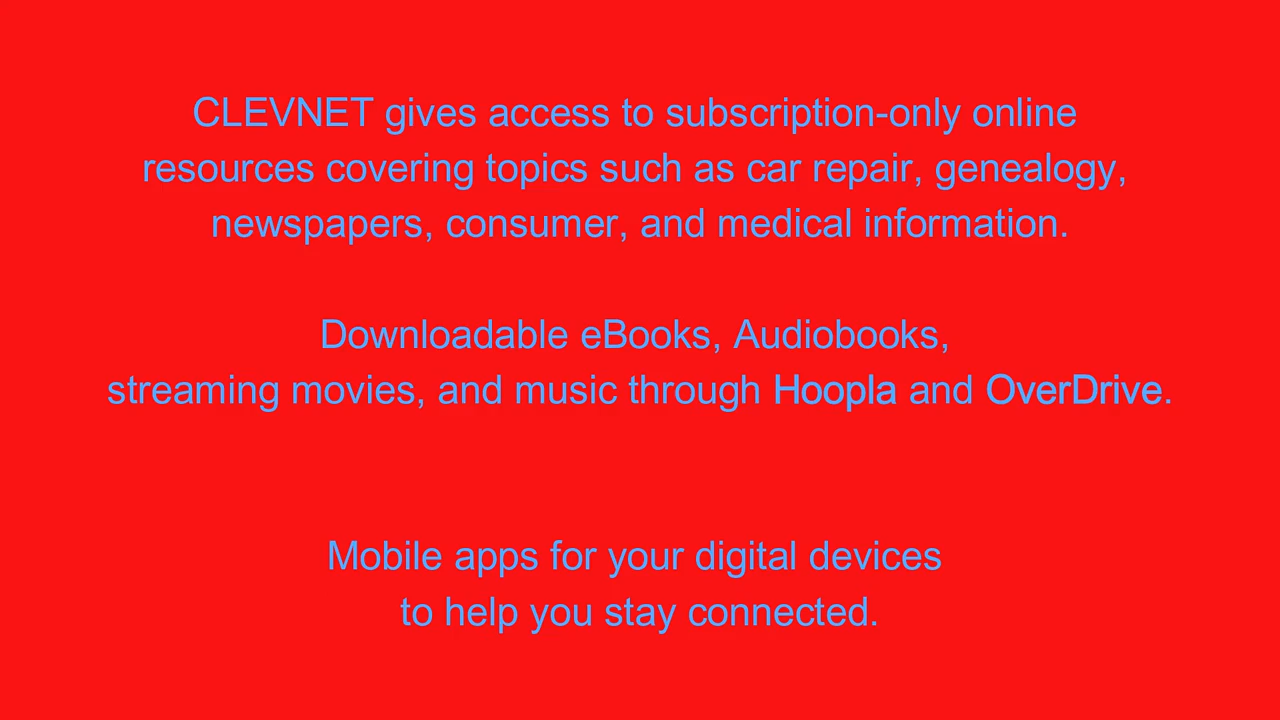 CLEVNET gives access to subscription-only online
resources covering topics such as car repair, genealogy,
newspapers, consumer, and medical information.
Downloadable eBooks, Audiobooks,
streaming movies, and music through Hoopla and OverDrive.
Mobile apps for your digital devices
to help you stay connected.